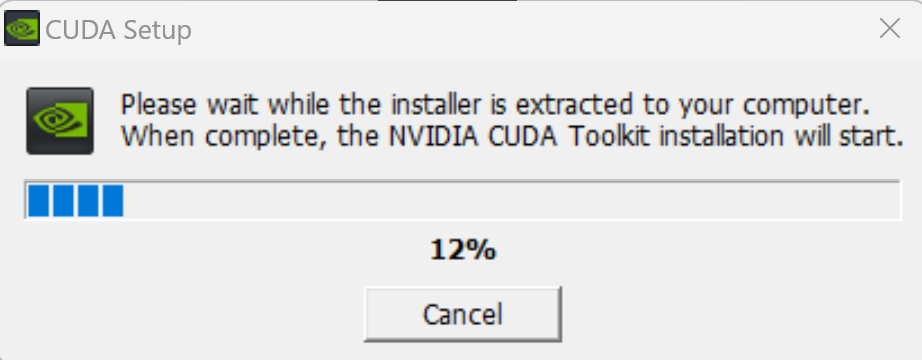 CUDA Setup
Please wait while the installer is extracted to your computer.
When complete, the NVIDIA CUDA Toolkit installation will start.
12%
Cancel